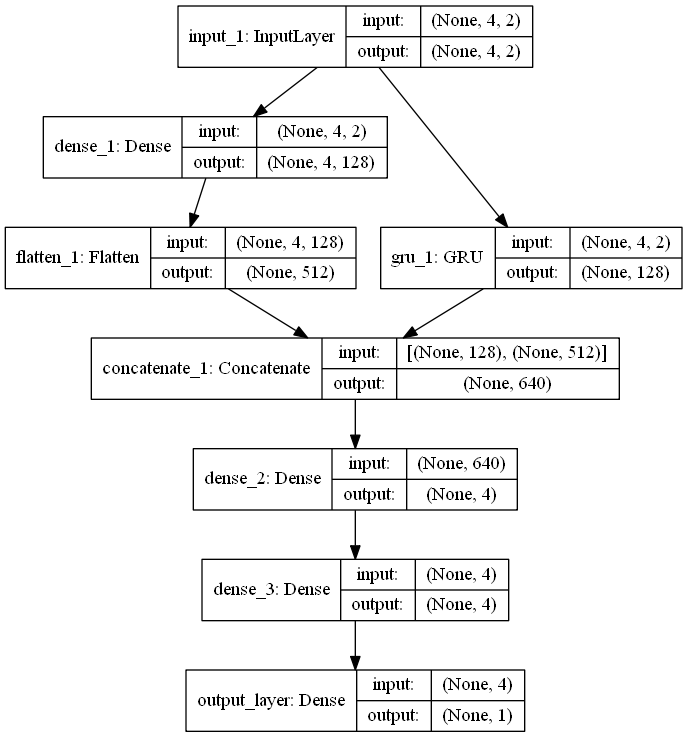 input_1: InputLayer
input: (None, 4, 2)
output: (None, 4, 2)
dense_1: Dense
input: (None, 4, 2)
output: (None, 4, 128)
flatten_1: Flatten
input: (None, 4, 128)
output: (None, 512)
gru_1: GRU
input: (None, 4, 2)
output: (None, 128)
concatenate_1: Concatenate
input: [(None, 128), (None, 512)]
output: (None, 640)
dense_2: Dense
input: (None, 640)
output: (None, 4)
dense_3: Dense
input: (None, 4)
output: (None, 4)
output_layer: Dense
input: (None, 4)
output: (None, 1)